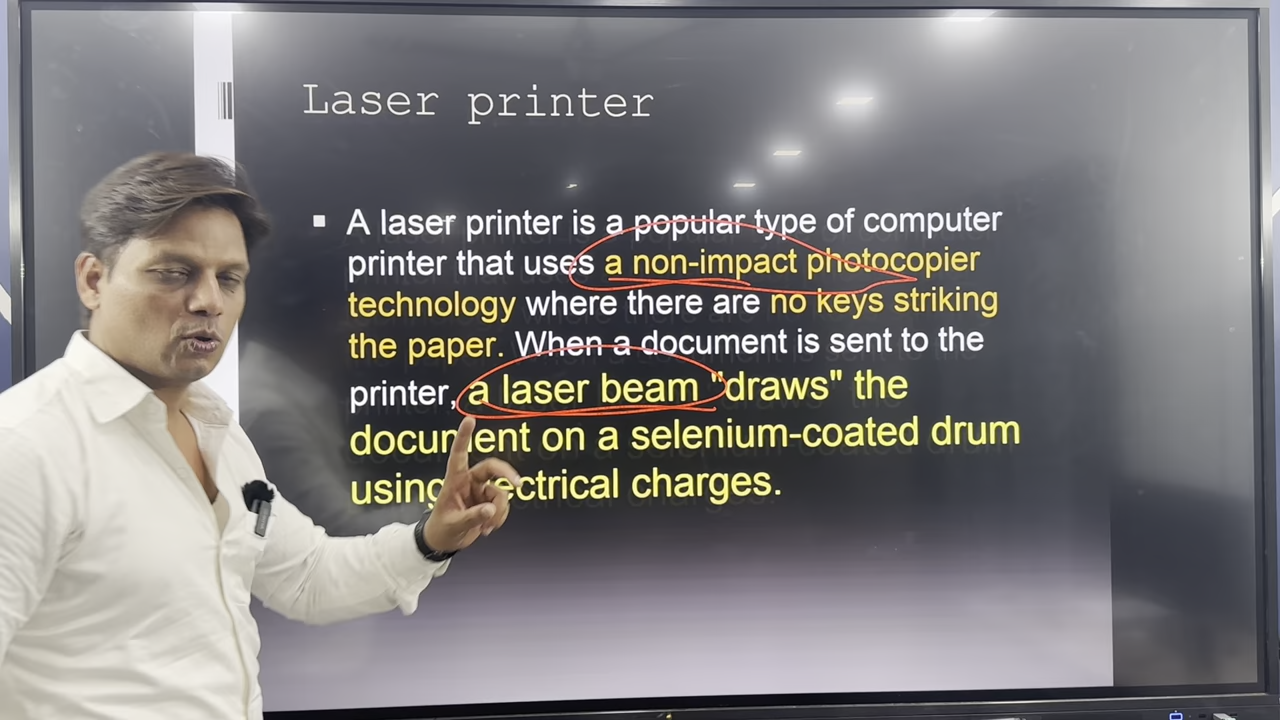 Laser printer
A laser printer is a popular type of computer
printer that uses a non-impact photocopier
technology where there are no keys striking
the paper. When a document is sent to the
printer, a laser beam "draws" the
document on a selenium-coated drum
using electrical charges.